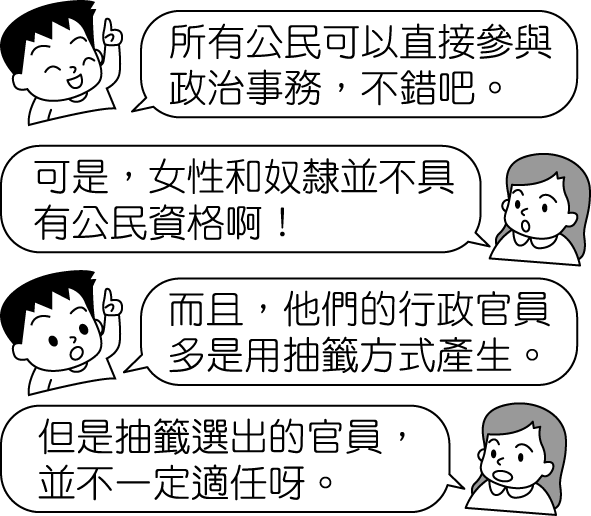 所有公民可以直接參與
政治事務，不錯吧。
可是，女性和奴隸並不具
有公民資格啊！
而且，他們的行政官員
多是用抽籤方式產生。
但是抽籤選出的官員，
並不一定適任呀。